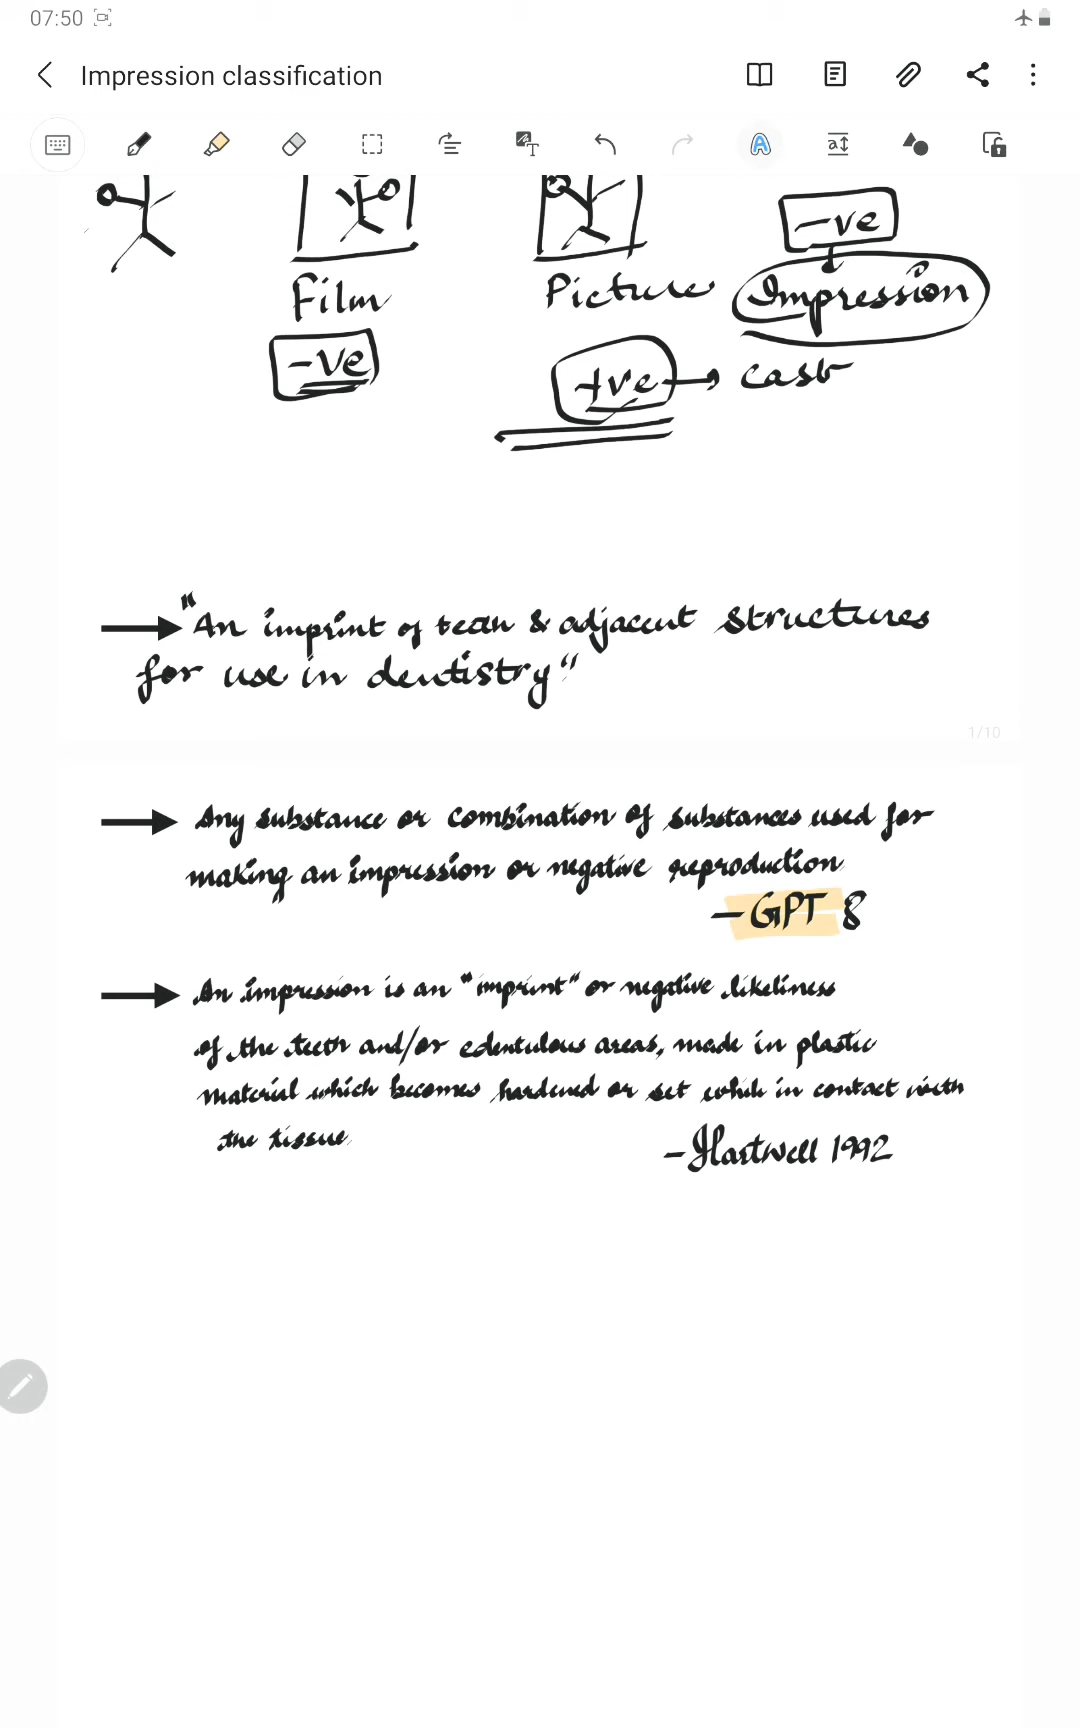 07:50
Impression classification
-ve
Film
Picture
Impression
-ve
+ve → cast
"An imprint of teeth & adjacent structures
for use in dentistry"
1/10
Any substance or combination of substances used for
making an impression or negative reproduction
- GPT 8
An impression is an "imprint" or negative likeliness
of the teeth and/or edentulous areas, made in plastic
material which becomes hardened or set while in contact with
the tissue.
- Hartwell 1992